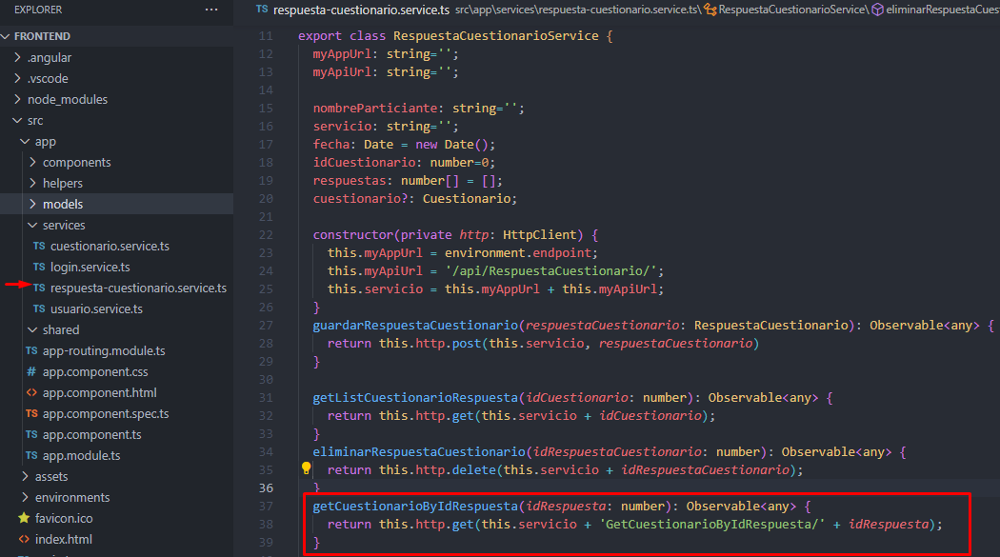 EXPLORER
···
FRONTEND
.angular
.vscode
node_modules
src
app
components
helpers
models
services
TS cuestionario.service.ts
TS login.service.ts
TS respuesta-cuestionario.service.ts
TS usuario.service.ts
shared
TS app-routing.module.ts
# app.component.css
<> app.component.html
TS app.component.spec.ts
TS app.component.ts
TS app.module.ts
assets
environments
favicon.ico
<> index.html
TS respuesta-cuestionario.service.ts src\app\services\respuesta-cuestionario.service.ts\ RespuestaCuestionarioService\ eliminarRespuestaCues
11 export class RespuestaCuestionarioService {
12 myAppUrl: string='';
13 myApiUrl: string='';
14
15 nombreParticiante: string='';
16 servicio: string='';
17 fecha: Date = new Date();
18 idCuestionario: number=0;
19 respuestas: number[] = [];
20 cuestionario?: Cuestionario;
21
22 constructor(private http: HttpClient) {
23 this.myAppUrl = environment.endpoint;
24 this.myApiUrl = '/api/RespuestaCuestionario/';
25 this.servicio = this.myAppUrl + this.myApiUrl;
26 }
27 guardarRespuestaCuestionario(respuestaCuestionario: RespuestaCuestionario): Observable<any> {
28 return this.http.post(this.servicio, respuestaCuestionario)
29 }
30
31 getListCuestionarioRespuesta(idCuestionario: number): Observable<any> {
32 return this.http.get(this.servicio + idCuestionario);
33 }
34 eliminarRespuestaCuestionario(idRespuestaCuestionario: number): Observable<any> {
35 return this.http.delete(this.servicio + idRespuestaCuestionario);
36 }
37 getCuestionarioByIdRespuesta(idRespuesta: number): Observable<any> {
38 return this.http.get(this.servicio + 'GetCuestionarioByIdRespuesta/' + idRespuesta);
39 }